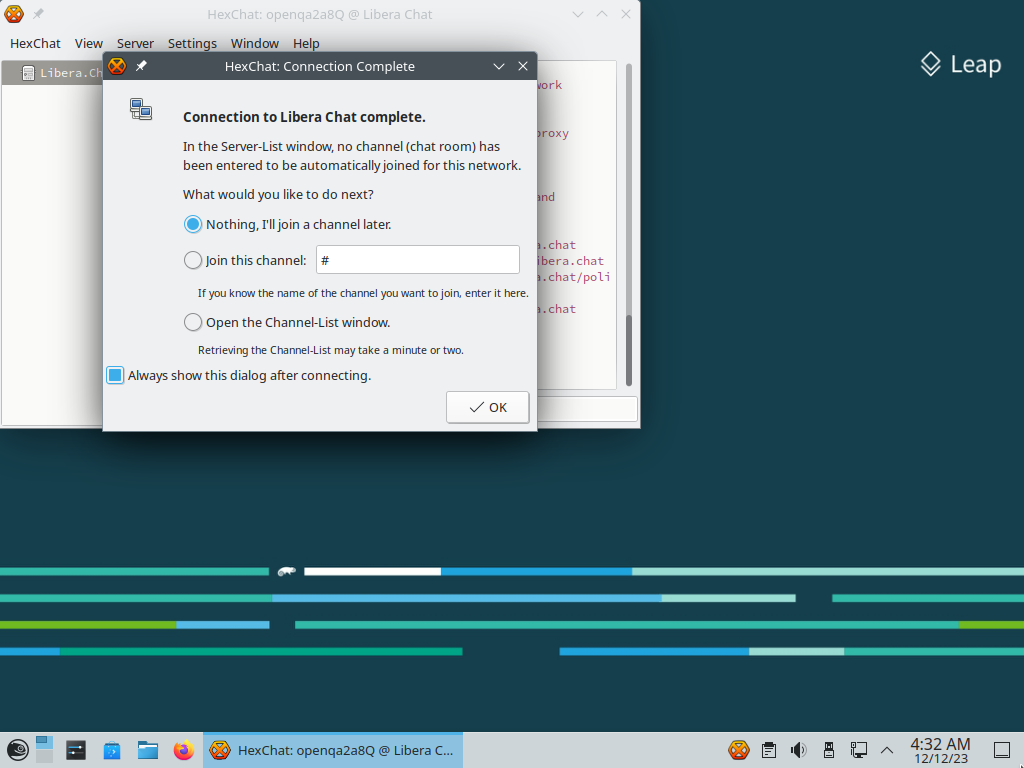 HexChat: openqa2a8Q @ Libera Chat
HexChat View Server Settings Window Help
HexChat: Connection Complete
Libera.Ch
Leap
Connection to Libera Chat complete.
In the Server-List window, no channel (chat room) has
been entered to be automatically joined for this network.
What would you like to do next?
Nothing, I'll join a channel later.
Join this channel: #
If you know the name of the channel you want to join, enter it here.
Open the Channel-List window.
Retrieving the Channel-List may take a minute or two.
Always show this dialog after connecting.
OK
work
proxy
and
a.chat
ibera.chat
a.chat/poli
a.chat
HexChat: openqa2a8Q @ Libera C...
4:32 AM
12/12/23